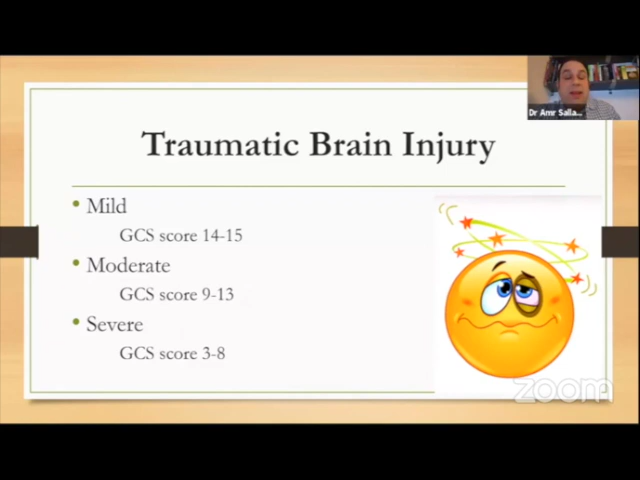 Dr Amr Salla...
Traumatic Brain Injury
• Mild
GCS score 14-15
• Moderate
GCS score 9-13
• Severe
GCS score 3-8
zoom